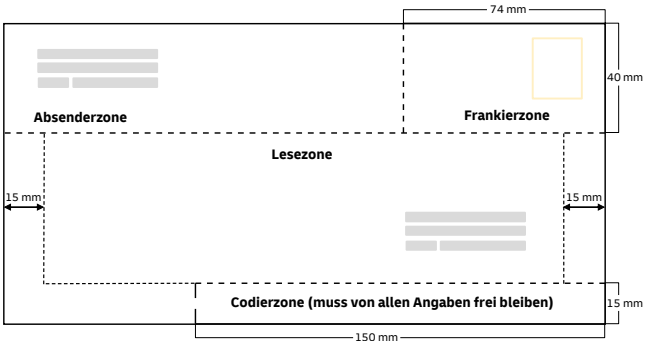 74 mm
40 mm
Absenderzone
Frankierzone
Lesezone
15 mm
15 mm
Codierzone (muss von allen Angaben frei bleiben)
15 mm
150 mm